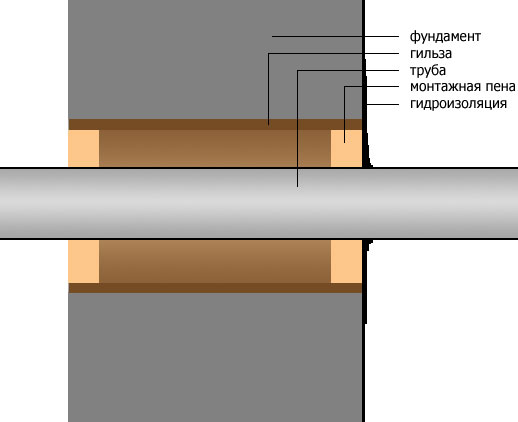 фундамент
гильза
труба
монтажная пена
гидроизоляция